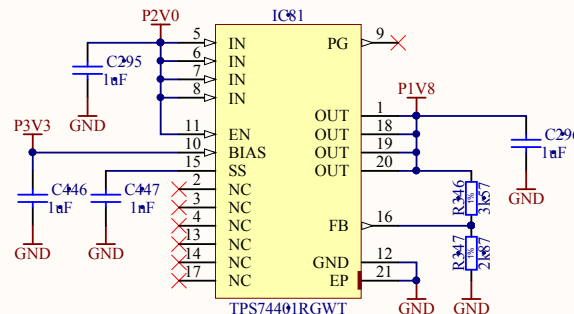 P2V0
IC81
5 IN
6 IN
7 IN
8 IN
PG 9
C295
1uF
GND
P3V3
11 EN
10 BIAS
15 SS
OUT 1
OUT 18
OUT 19
OUT 20
P1V8
C296
1uF
GND
C446
1uF
GND
C447
1nF
GND
2 NC
3 NC
4 NC
13 NC
14 NC
17 NC
FB 16
GND 12
EP 21
R346
1%
3k57
R347
1%
2k87
GND
GND
TPS74401RGWT